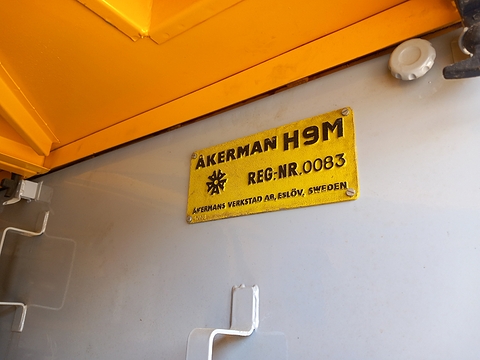 ÅKERMAN H9M
REG.-NR.0083
ÅKERMANS VERKSTAD AB, ESLÖV, SWEDEN